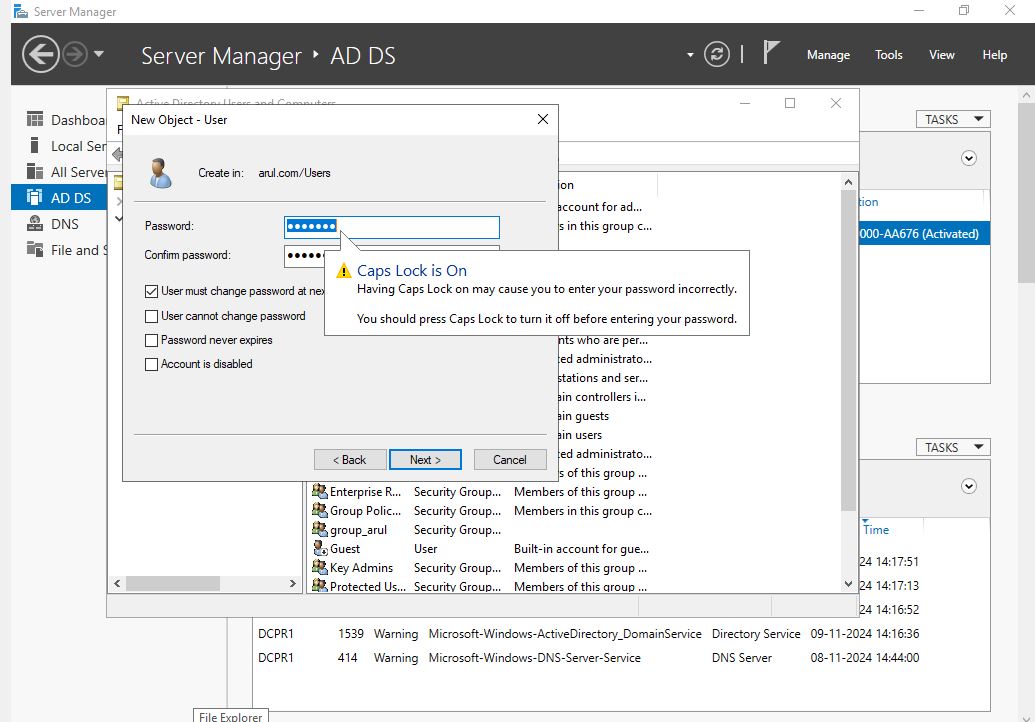 Server Manager
Server Manager ‣ AD DS
Manage Tools View Help
Active Directory Users and Computers
New Object - User
Create in: arul.com/Users
Password:
Confirm password:
User must change password at nex
User cannot change password
Password never expires
Account is disabled
< Back Next > Cancel
Caps Lock is On
Having Caps Lock on may cause you to enter your password incorrectly.
You should press Caps Lock to turn it off before entering your password.
Dashboa
Local Ser
All Server
AD DS
DNS
File and S
ion
account for ad...
s in this group c...
nts who are per...
ted administrato...
stations and ser...
ain controllers i...
ain guests
ain users
ted administrato...
s of this group ...
Enterprise R... Security Group... Members of this group ...
Group Polic... Security Group... Members in this group c...
group_arul Security Group...
Guest User Built-in account for gue...
Key Admins Security Group... Members of this group ...
Protected Us... Security Group... Members of this group ...
TASKS
tion
000-AA676 (Activated)
TASKS
Time
24 14:17:51
24 14:17:13
24 14:16:52
DCPR1 1539 Warning Microsoft-Windows-ActiveDirectory_DomainService Directory Service 09-11-2024 14:16:36
DCPR1 414 Warning Microsoft-Windows-DNS-Server-Service DNS Server 08-11-2024 14:44:00
File Explorer